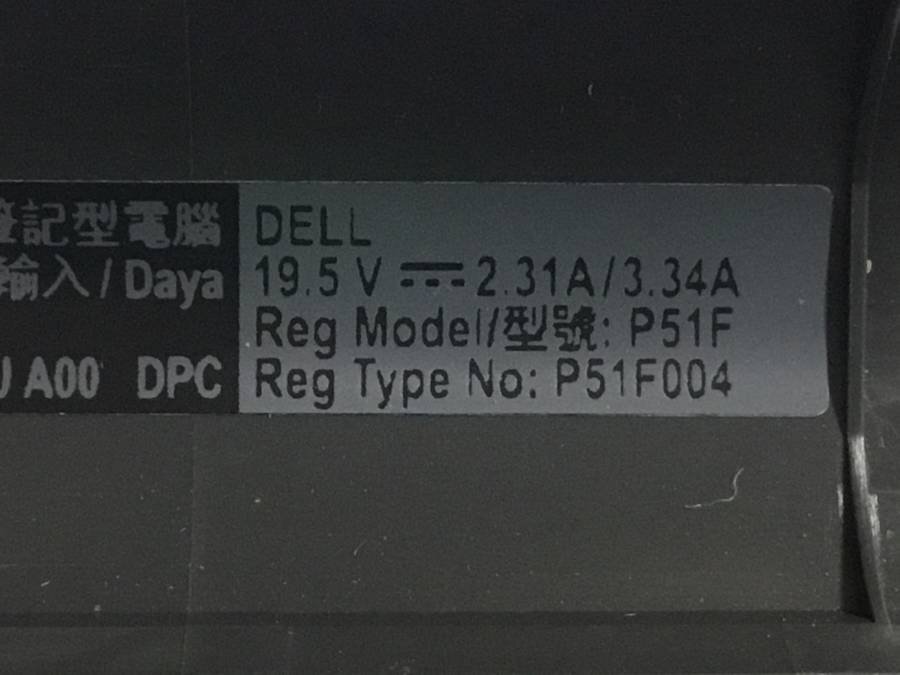 記型電腦 DELL
輸入/Daya 19.5 V ⎓ 2.31A/3.34A
Reg Model/型號: P51F
A00 DPC Reg Type No: P51F004